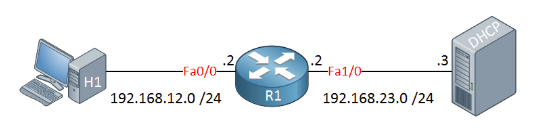 H1
Fa0/0
.2
R1
.2
Fa1/0
.3
DHCP
192.168.12.0 /24
192.168.23.0 /24